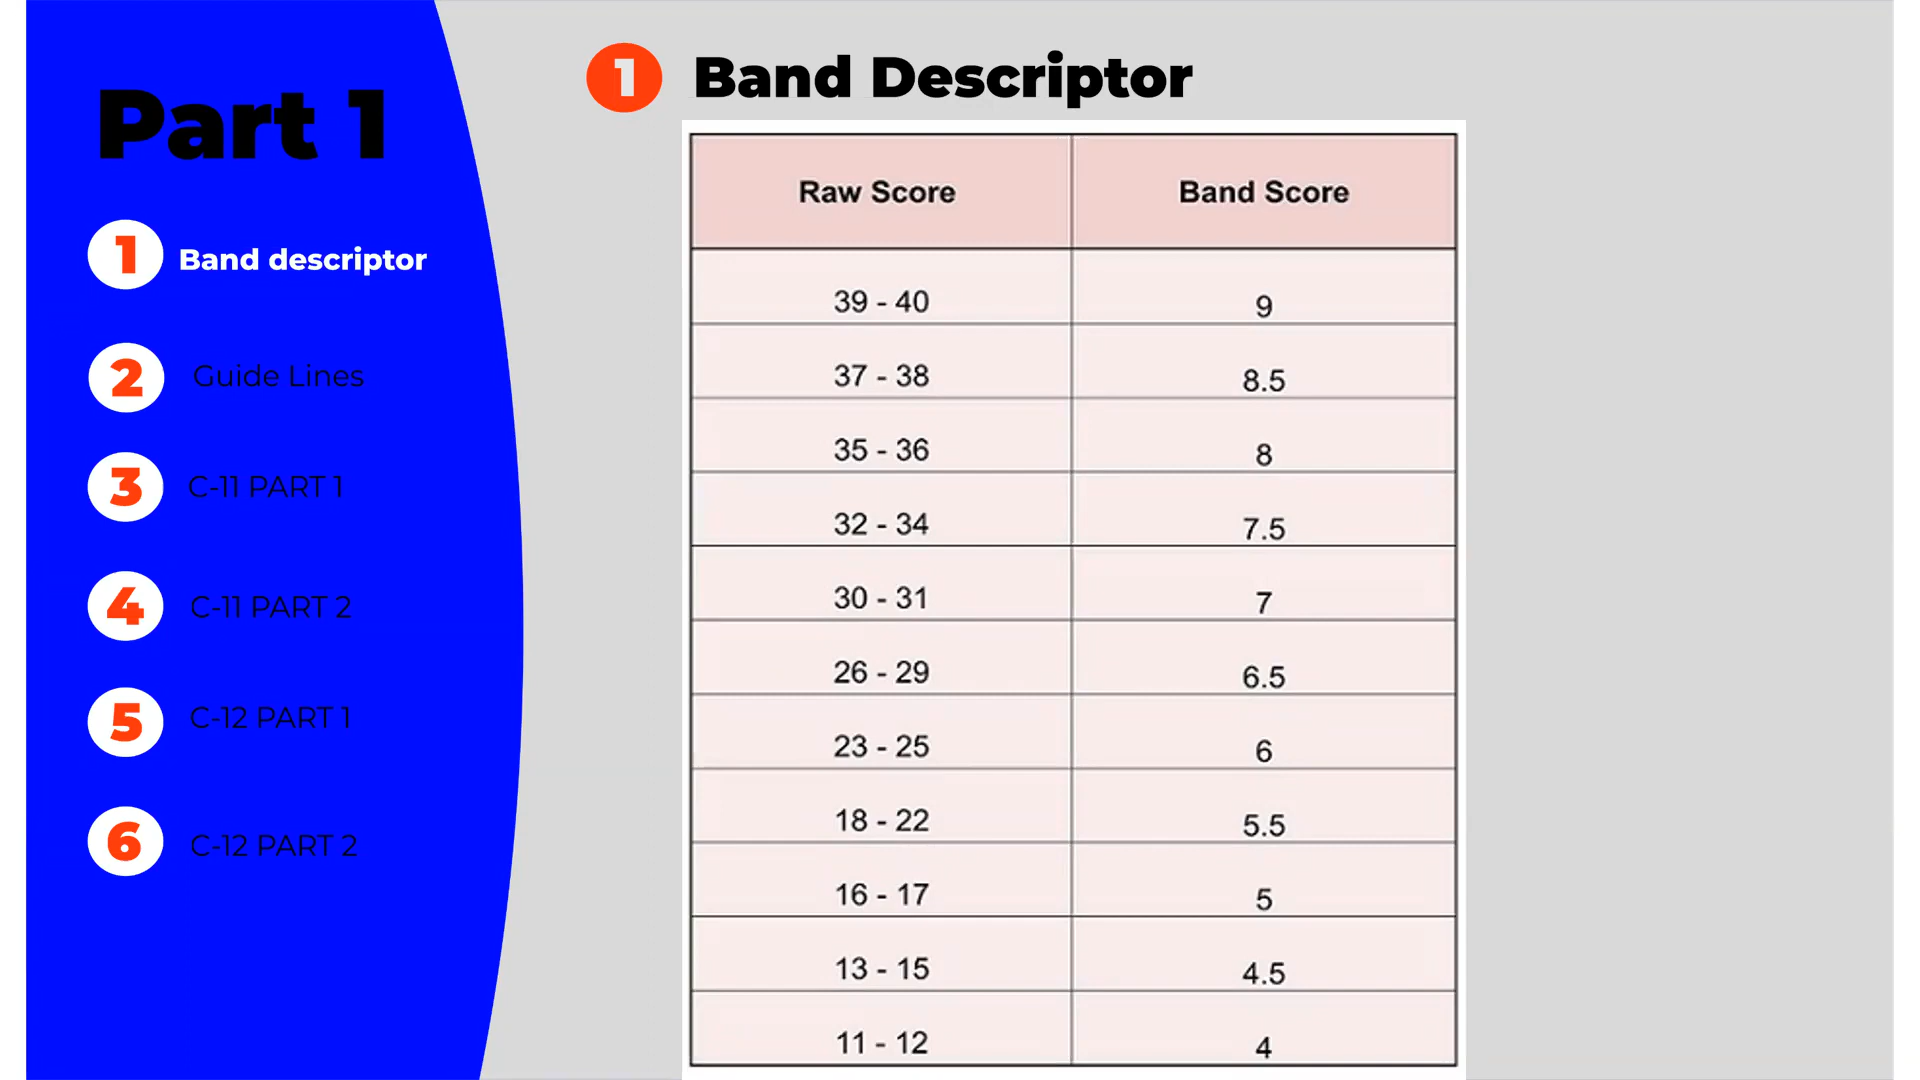 Part 1
1 Band descriptor
2 Guide Lines
3 C-11 PART 1
4 C-11 PART 2
5 C-12 PART 1
6 C-12 PART 2
1 Band Descriptor
Raw Score Band Score
39 - 40 9
37 - 38 8.5
35 - 36 8
32 - 34 7.5
30 - 31 7
26 - 29 6.5
23 - 25 6
18 - 22 5.5
16 - 17 5
13 - 15 4.5
11 - 12 4